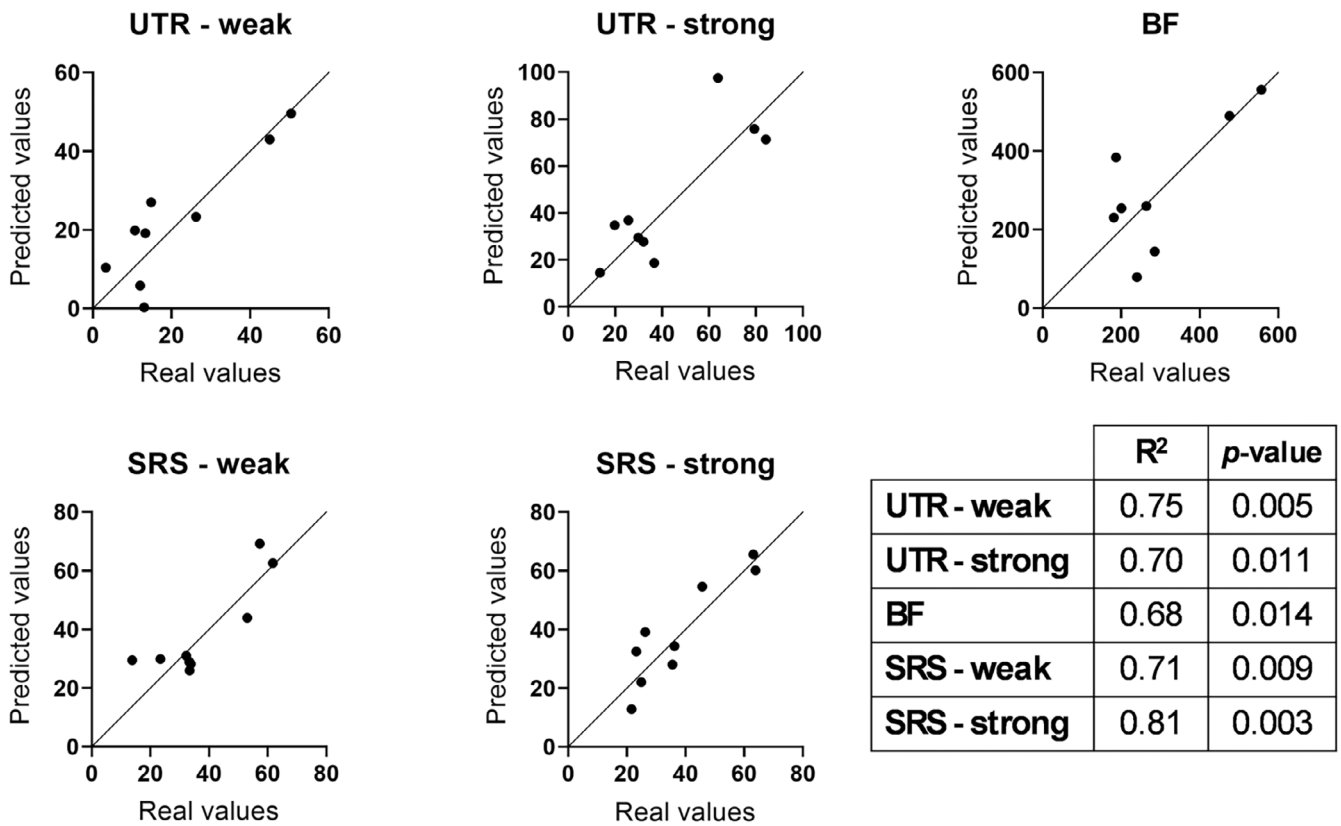 UTR - weak
60
40
20
0
0 20 40 60
Predicted values
Real values
UTR - strong
100
80
60
40
20
0
0 20 40 60 80 100
Predicted values
Real values
BF
600
400
200
0
0 200 400 600
Predicted values
Real values
SRS - weak
80
60
40
20
0
0 20 40 60 80
Predicted values
Real values
SRS - strong
80
60
40
20
0
0 20 40 60 80
Predicted values
Real values
R² p-value
UTR - weak 0.75 0.005
UTR - strong 0.70 0.011
BF 0.68 0.014
SRS - weak 0.71 0.009
SRS - strong 0.81 0.003